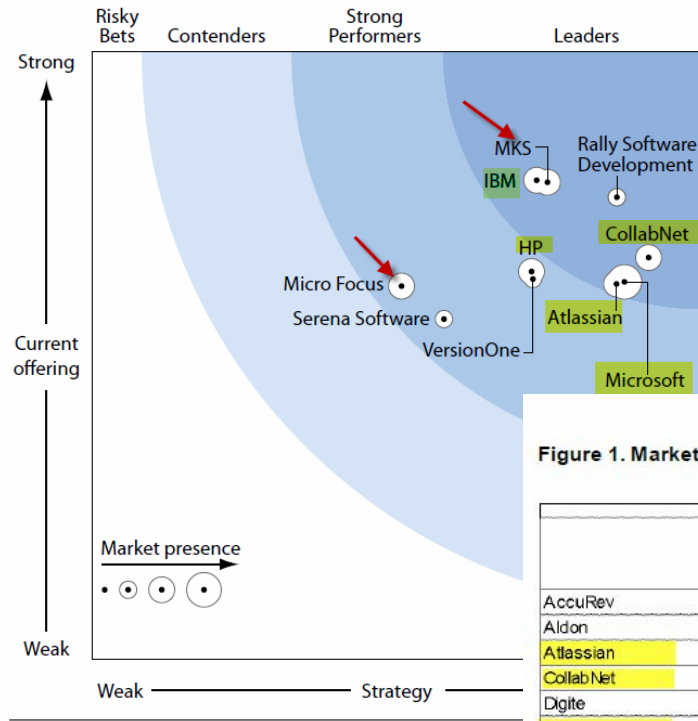 Risky
Bets
Contenders
Strong
Performers
Leaders
Strong
MKS
Rally Software
Development
IBM
CollabNet
HP
Micro Focus
Atlassian
Serena Software
Current
offering
VersionOne
Microsoft
Figure 1. Market
Market presence
AccuRev
Aldon
Atlassian
CollabNet
Digite
Weak
Weak
Strategy